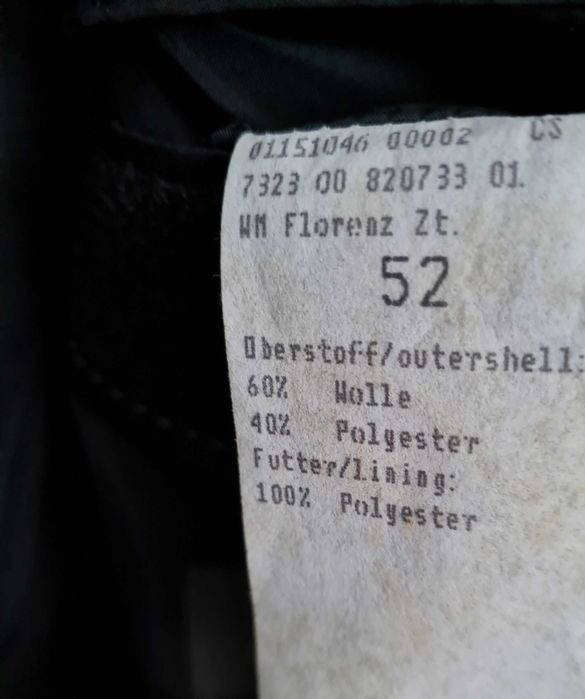 01151046 00002 CS
7323 00 820733 01.
WM Florenz Zt.
52
Oberstoff/outershell:
60% Wolle
40% Polyester
Futter/lining:
100% Polyester